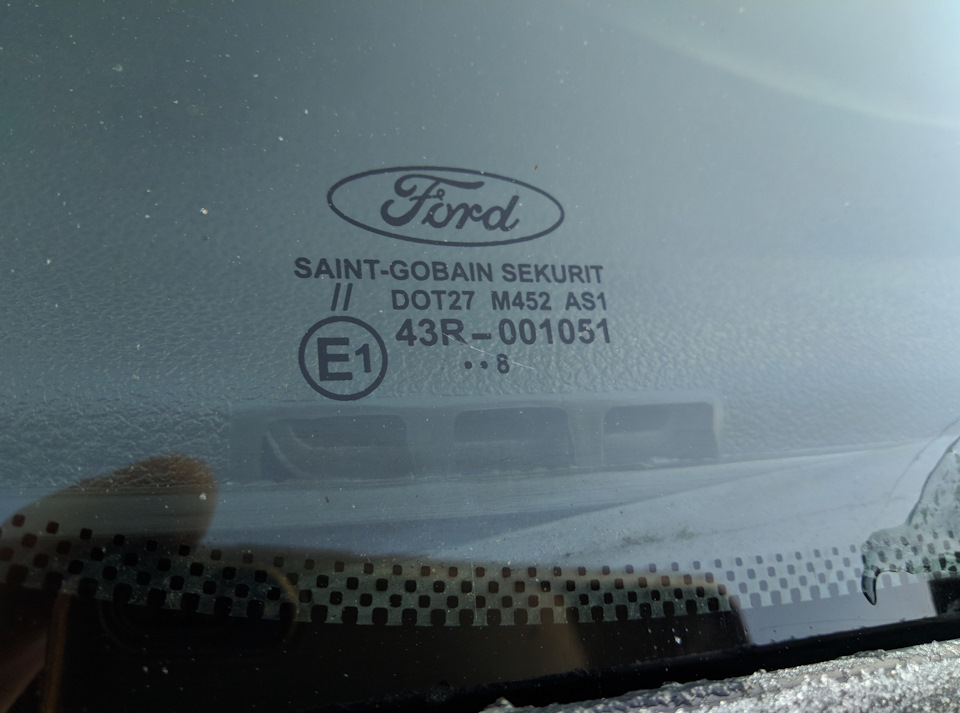 Ford
SAINT-GOBAIN SEKURIT
// DOT27 M452 AS1
E1 43R-001051
••8